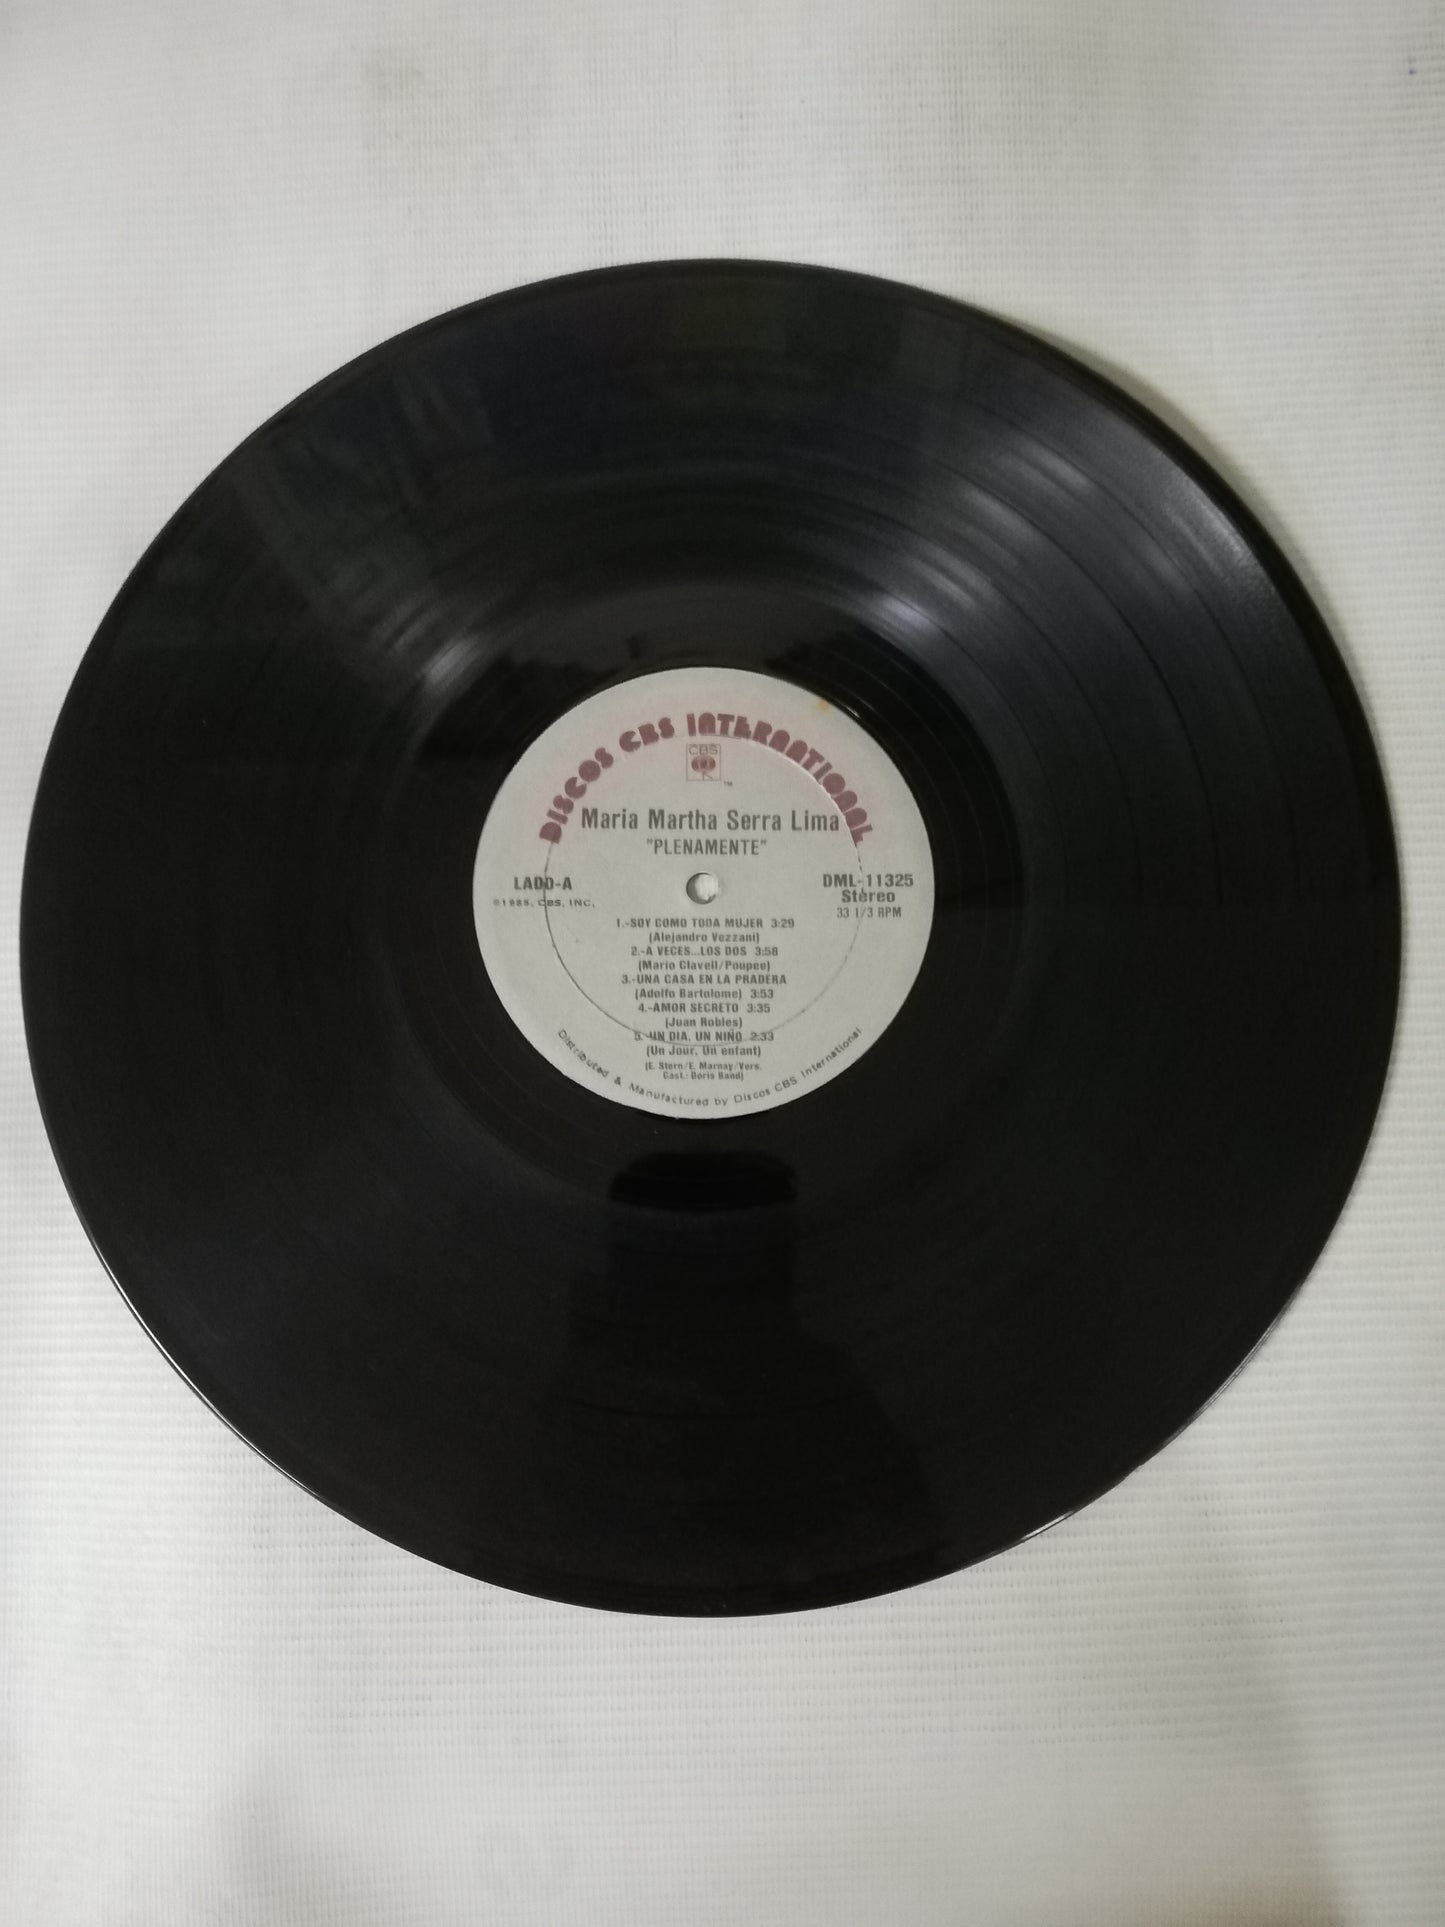 DISCOS CBS INTERNATIONAL
CBS
TM
Maria Martha Serra Lima
"PLENAMENTE"
LADO-A
©1985, CBS, INC.
DML-11325
Stereo
33 1/3 RPM
1.-SOY COMO TODA MUJER 3:29
(Alejandro Vezzani)
2.-A VECES...LOS DOS 3:58
(Mario Clavell/Poupee)
3.-UNA CASA EN LA PRADERA
(Adolfo Bartolome) 3:53
4.-AMOR SECRETO 3:35
(Juan Robles)
5.-UN DIA, UN NIÑO 2:33
(Un Jour, Un enfant)
(E. Stern/E. Marnay/Vers.
Cast.: Doris Band)
Distributed & Manufactured by Discos CBS International